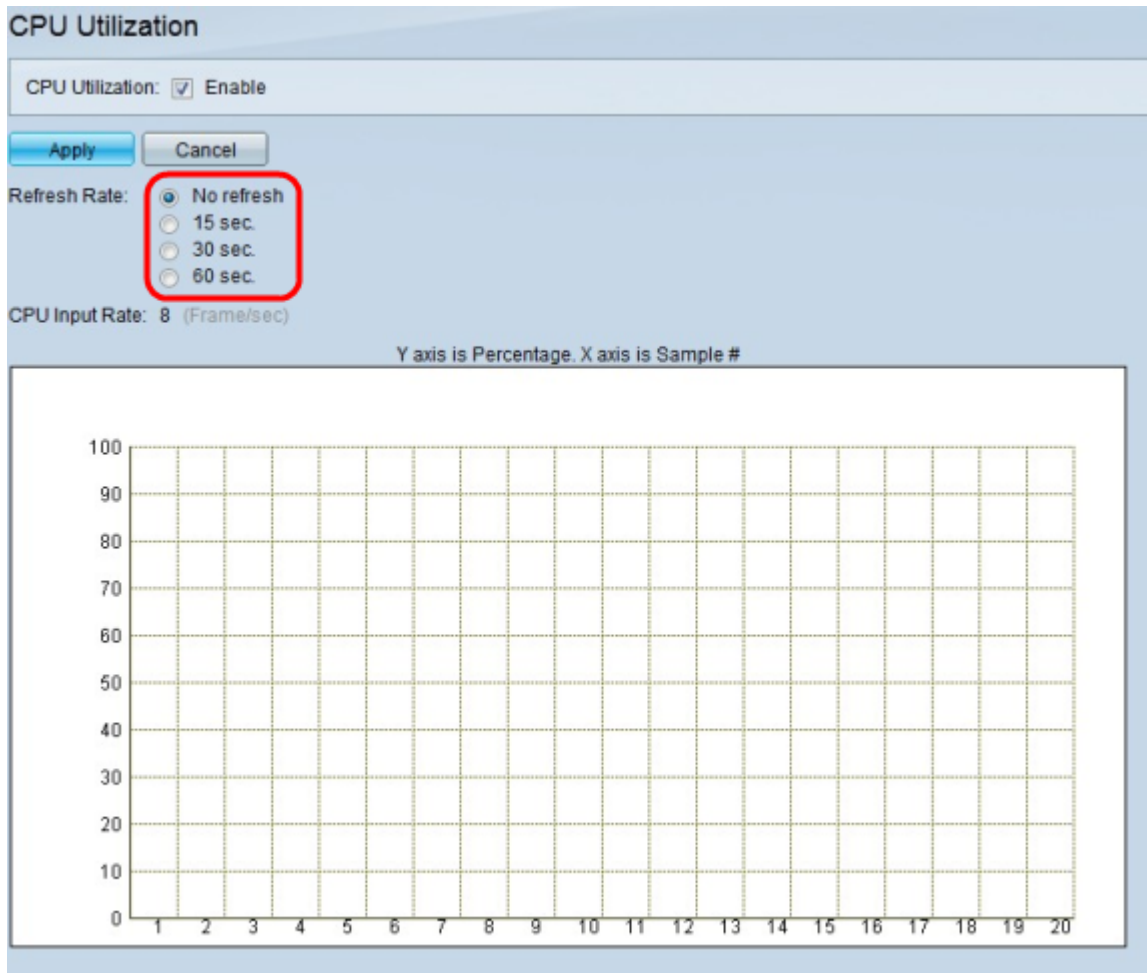 CPU Utilization
CPU Utilization: Enable
Apply Cancel
Refresh Rate: No refresh
15 sec.
30 sec.
60 sec.
CPU Input Rate: 8 (Frame/sec)
Y axis is Percentage. X axis is Sample #
100
90
80
70
60
50
40
30
20
10
0
1 2 3 4 5 6 7 8 9 10 11 12 13 14 15 16 17 18 19 20